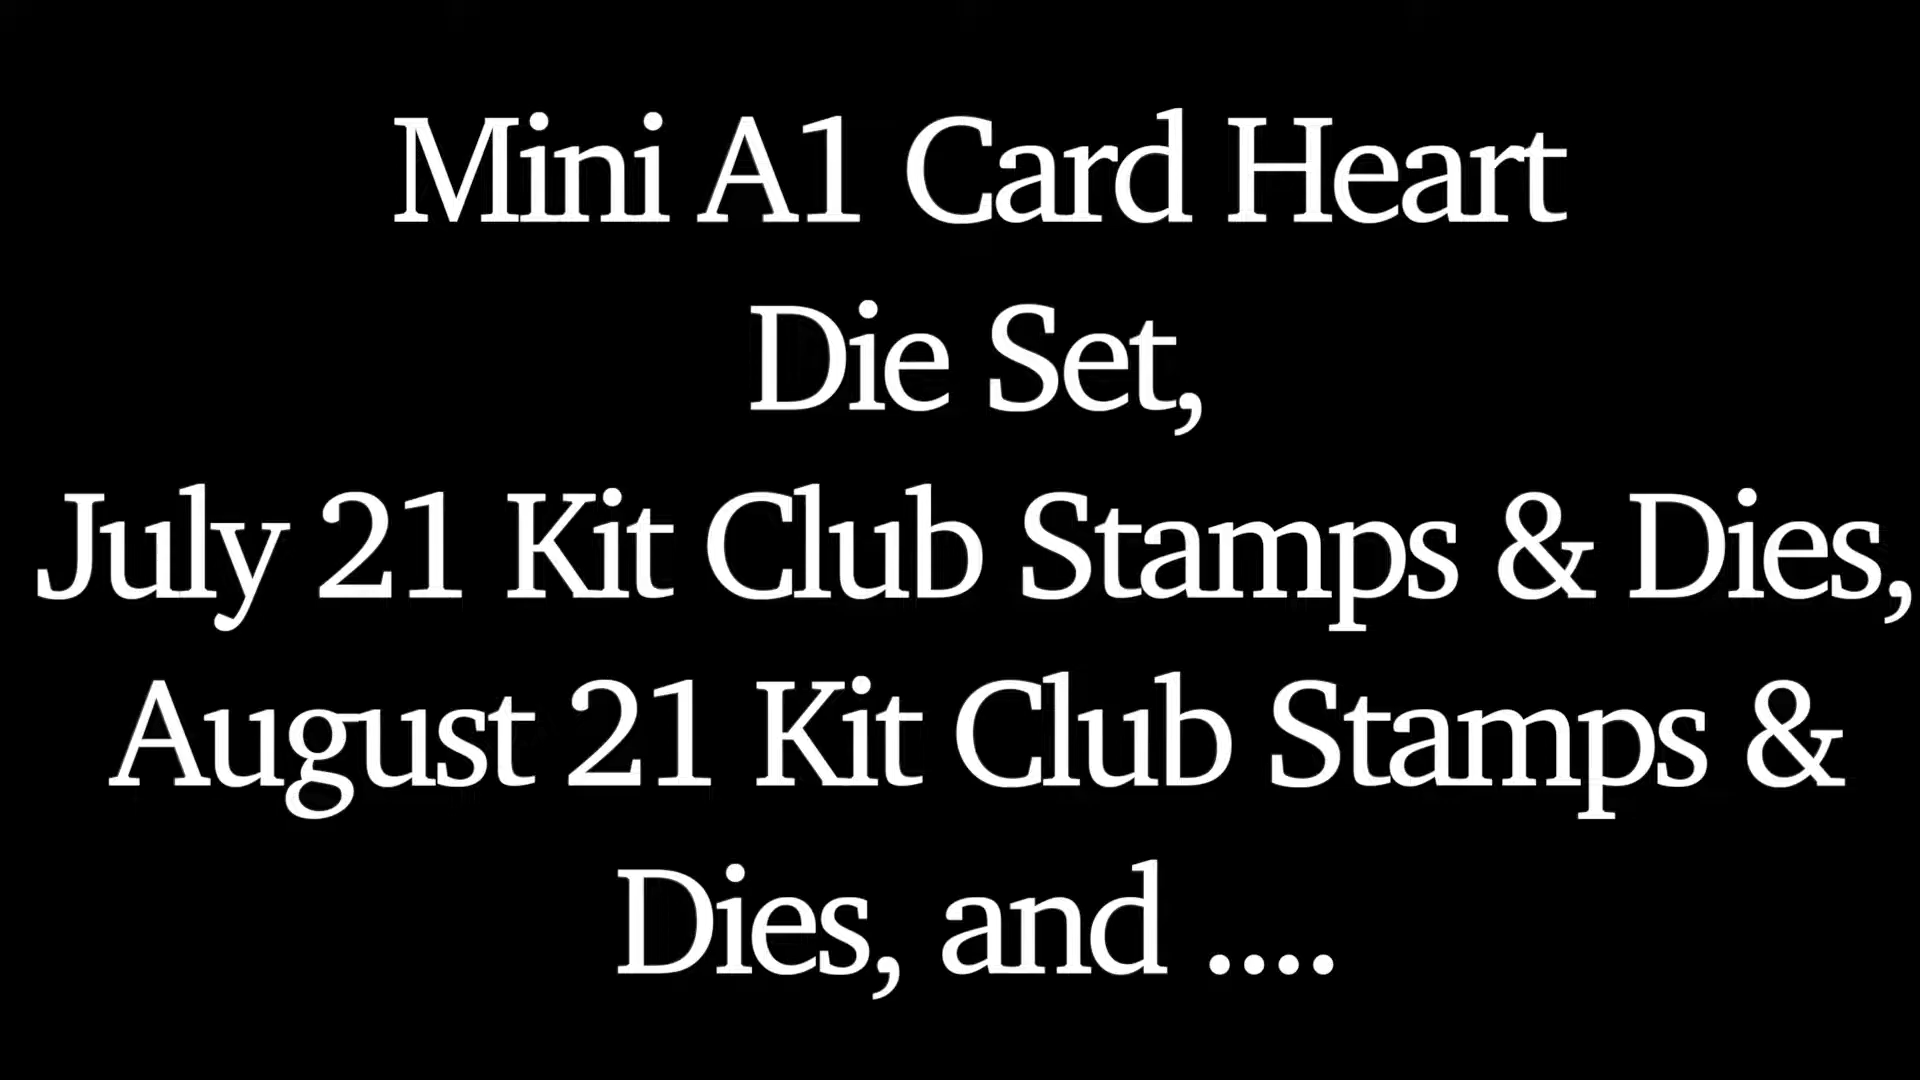 Mini A1 Card Heart
Die Set,
July 21 Kit Club Stamps & Dies,
August 21 Kit Club Stamps &
Dies, and ....